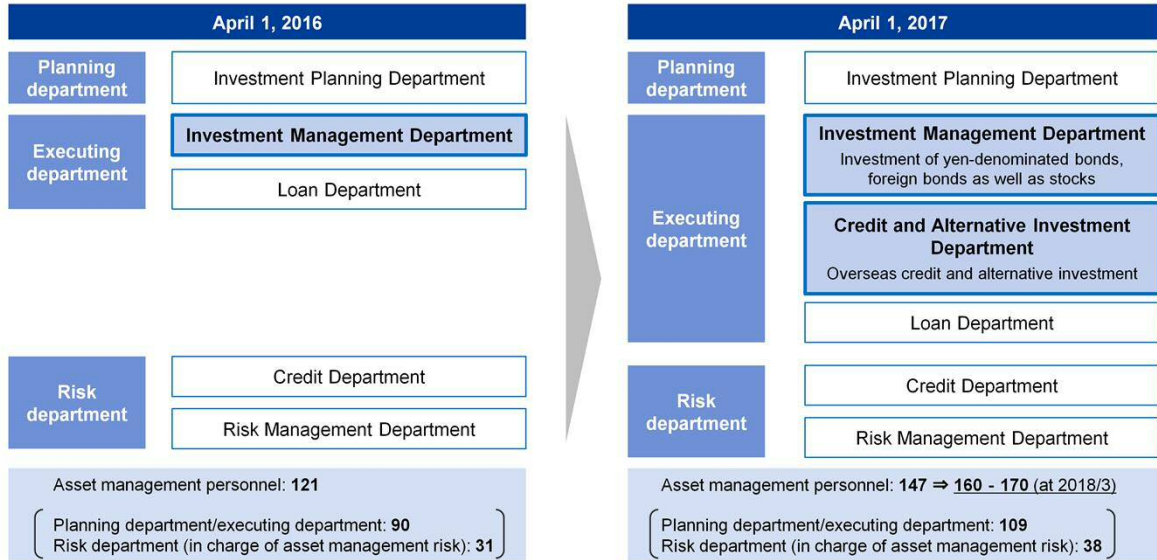 April 1, 2016
Planning
department
Investment Planning Department
Executing
department
Investment Management Department
Loan Department
Risk
department
Credit Department
Risk Management Department
Asset management personnel: 121
Planning department/executing department: 90
Risk department (in charge of asset management risk): 31
April 1, 2017
Planning
department
Investment Planning Department
Executing
department
Investment Management Department
Investment of yen-denominated bonds,
foreign bonds as well as stocks
Credit and Alternative Investment
Department
Overseas credit and alternative investment
Loan Department
Risk
department
Credit Department
Risk Management Department
Asset management personnel: 147 ⇒ 160 - 170 (at 2018/3)
Planning department/executing department: 109
Risk department (in charge of asset management risk): 38